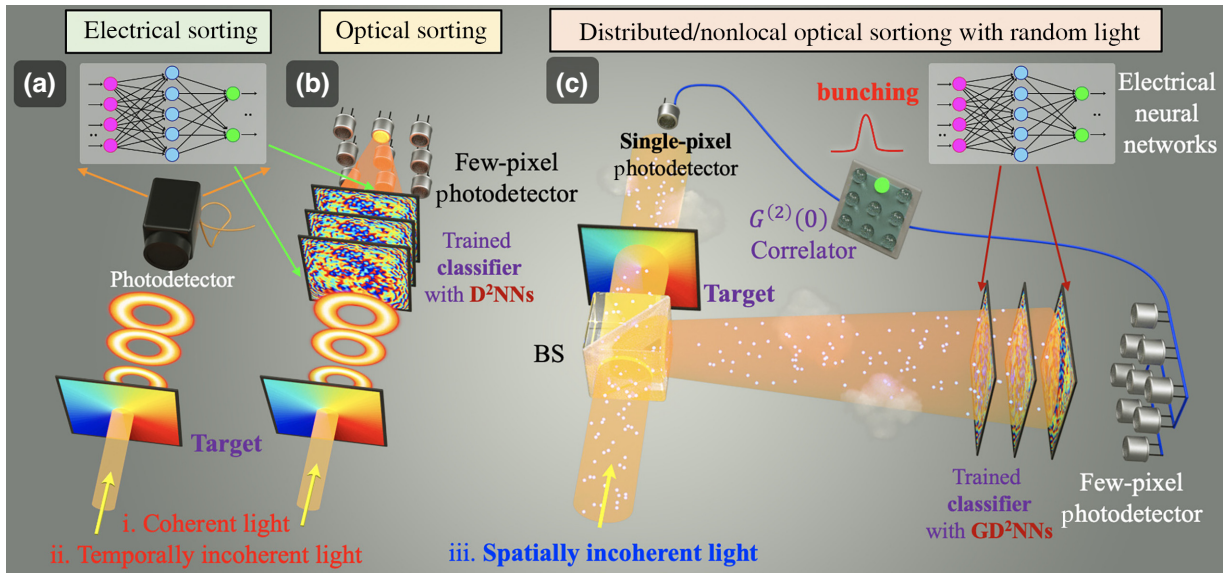 Electrical sorting
Optical sorting
Distributed/nonlocal optical sortiong with random light
(a)
(b)
(c)
Few-pixel
photodetector
Photodetector
Trained
classifier
with D²NNs
Target
i. Coherent light
ii. Temporally incoherent light
Single-pixel
photodetector
bunching
G⁽²⁾(0)
Correlator
Electrical
neural
networks
Target
BS
Trained
classifier
with GD²NNs
Few-pixel
photodetector
iii. Spatially incoherent light